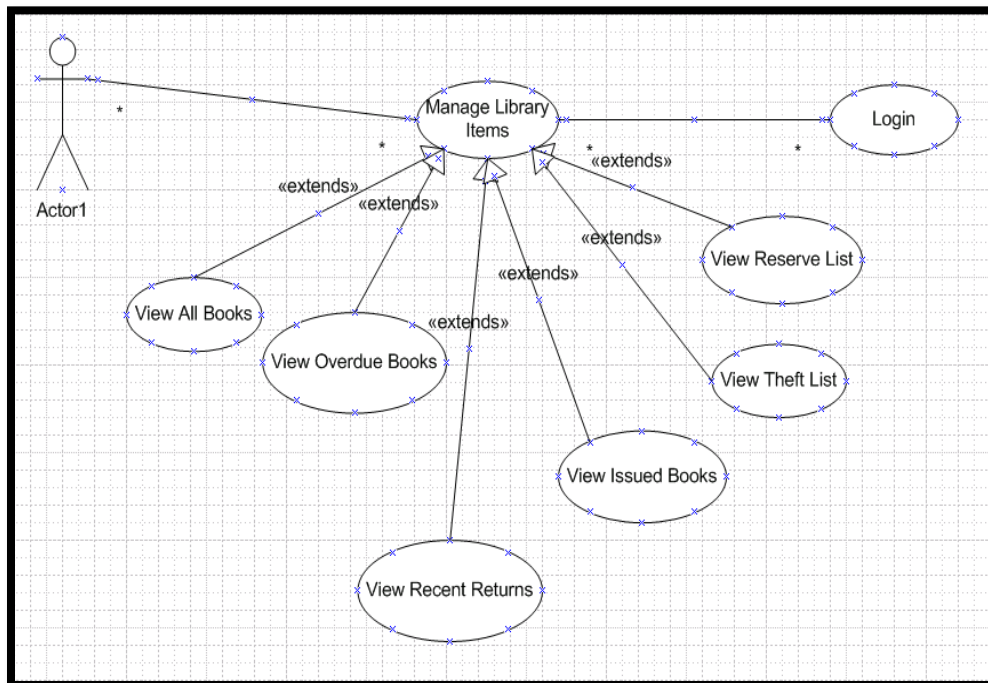 Manage Library
Items
Login
*
*
*
*
«extends»
Actor1
«extends»
«extends»
«extends»
View Reserve List
«extends»
View All Books
«extends»
View Overdue Books
View Theft List
View Issued Books
View Recent Returns